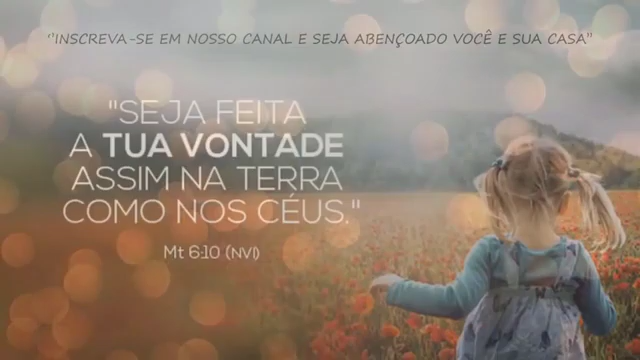 "INSCREVA-SE EM NOSSO CANAL E SEJA ABENÇOADO VOCÊ E SUA CASA"
"SEJA FEITA
A TUA VONTADE
ASSIM NA TERRA
COMO NOS CÉUS."
Mt 6:10 (NVI)